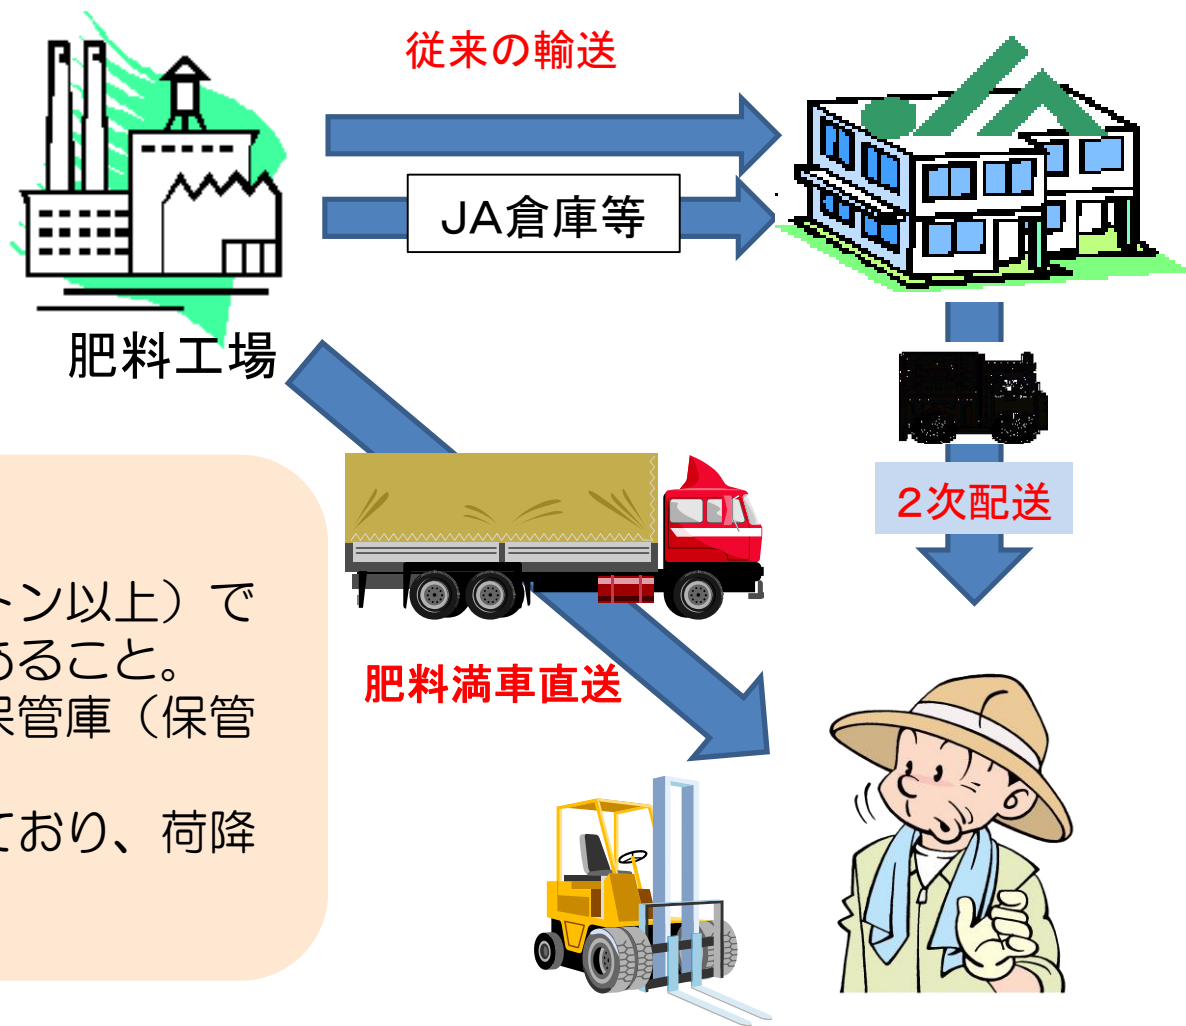 従来の輸送
JA倉庫等
肥料工場
2次配送
肥料満車直送
トン以上)で
あること。
保管庫(保管
ており、荷降
JA